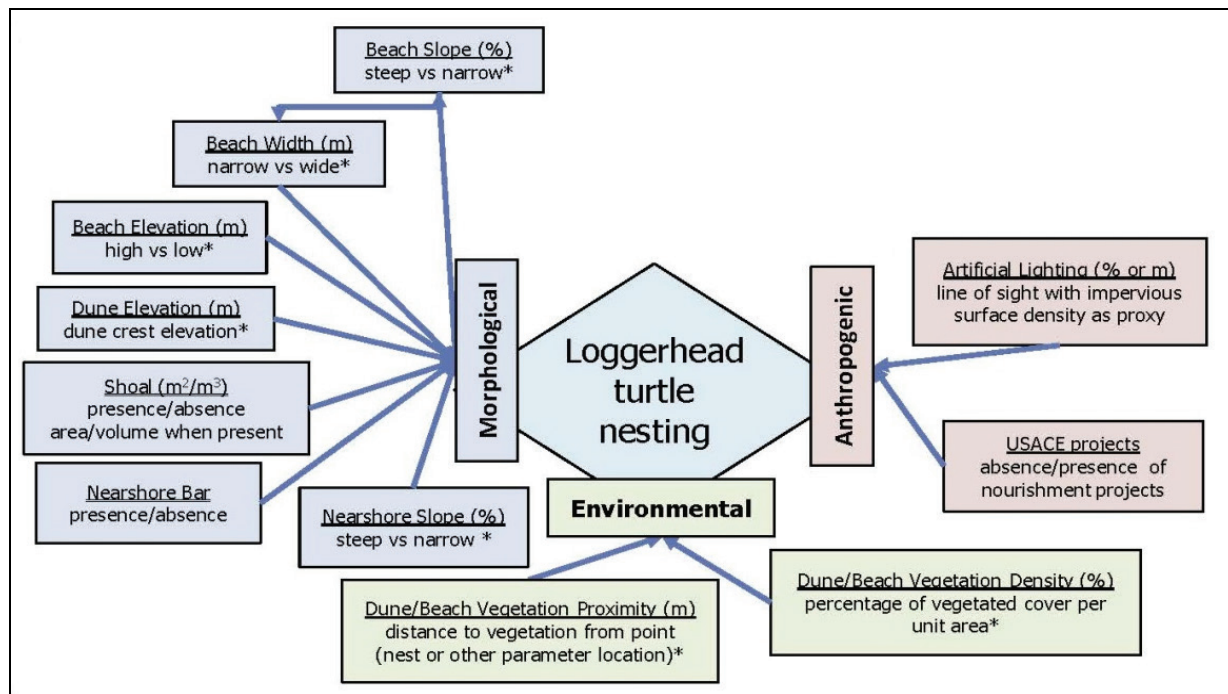 Beach Slope (%)
steep vs narrow*
Beach Width (m)
narrow vs wide*
Beach Elevation (m)
high vs low*
Dune Elevation (m)
dune crest elevation*
Shoal (m²/m³)
presence/absence
area/volume when present
Nearshore Bar
presence/absence
Nearshore Slope (%)
steep vs narrow *
Morphological
Loggerhead
turtle
nesting
Anthropogenic
Artificial Lighting (% or m)
line of sight with impervious
surface density as proxy
USACE projects
absence/presence of
nourishment projects
Environmental
Dune/Beach Vegetation Proximity (m)
distance to vegetation from point
(nest or other parameter location)*
Dune/Beach Vegetation Density (%)
percentage of vegetated cover per
unit area*